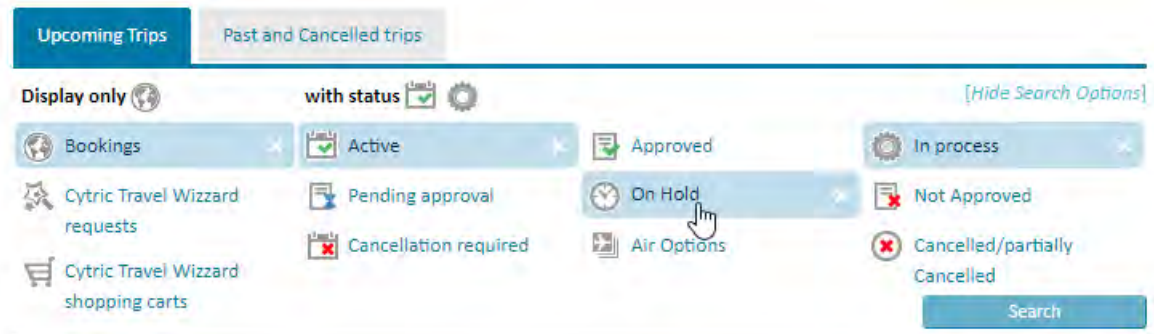 Upcoming Trips
Past and Cancelled trips
Display only
with status
[Hide Search Options]
Bookings
Active
Approved
In process
Cytric Travel Wizzard
requests
Pending approval
On Hold
Not Approved
Cytric Travel Wizzard
shopping carts
Cancellation required
Air Options
Cancelled/partially
Cancelled
Search